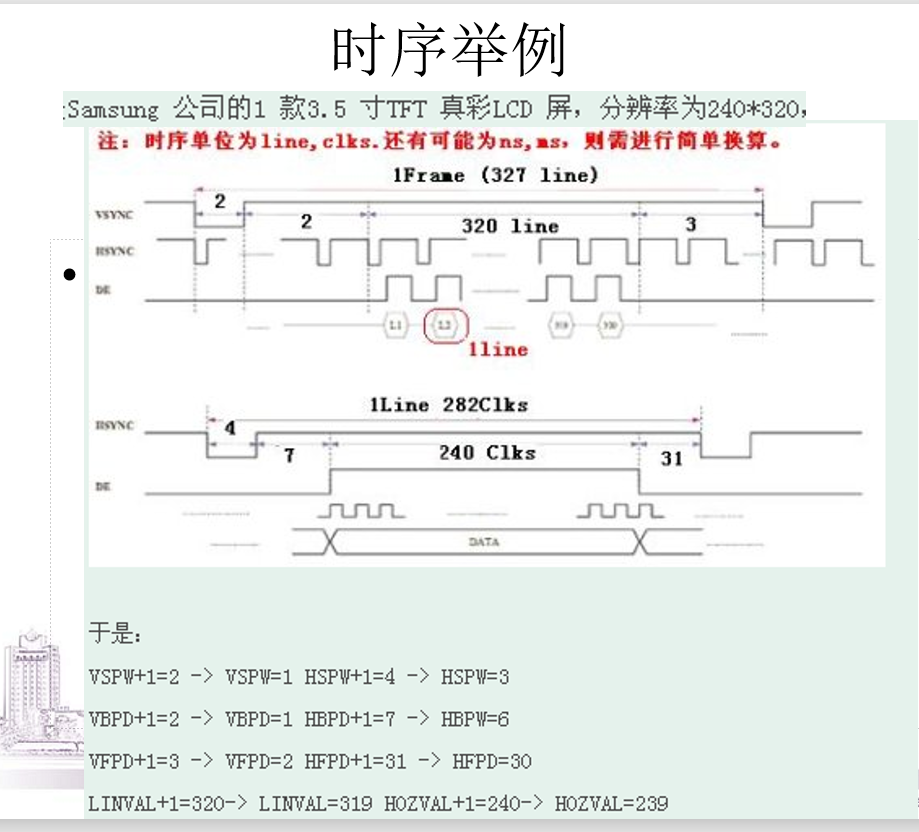 时序举例
Samsung 公司的1 款3.5 寸TFT 真彩LCD 屏，分辨率为240*320,
注：时序单位为line,clks.还有可能为ns,ms，则需进行简单换算。
1Frame (327 line)
VSYNC
2
2
320 line
3
HSYNC
DE
L1
L2
319
320
1line
1Line 282Clks
HSYNC
4
7
240 Clks
31
DE
DATA
于是：
VSPW+1=2 -> VSPW=1 HSPW+1=4 -> HSPW=3
VBPD+1=2 -> VBPD=1 HBPD+1=7 -> HBPW=6
VFPD+1=3 -> VFPD=2 HFPD+1=31 -> HFPD=30
LINVAL+1=320-> LINVAL=319 HOZVAL+1=240-> HOZVAL=239